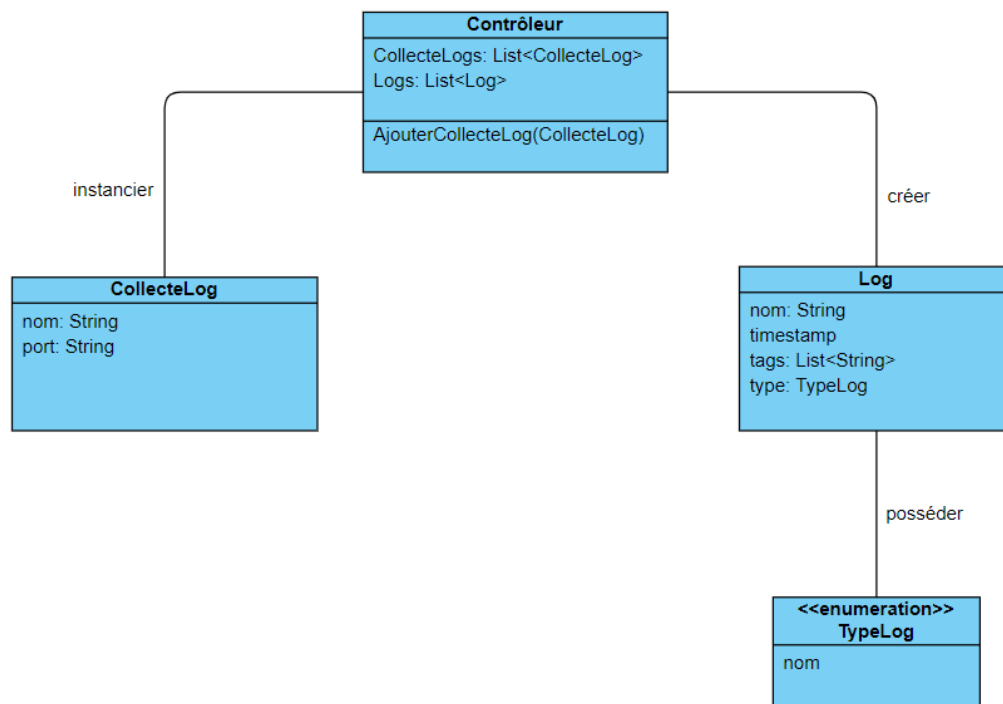 Contrôleur
CollecteLogs: List<CollecteLog>
Logs: List<Log>
AjouterCollecteLog(CollecteLog)
instancier
créer
CollecteLog
nom: String
port: String
Log
nom: String
timestamp
tags: List<String>
type: TypeLog
posséder
<<enumeration>>
TypeLog
nom